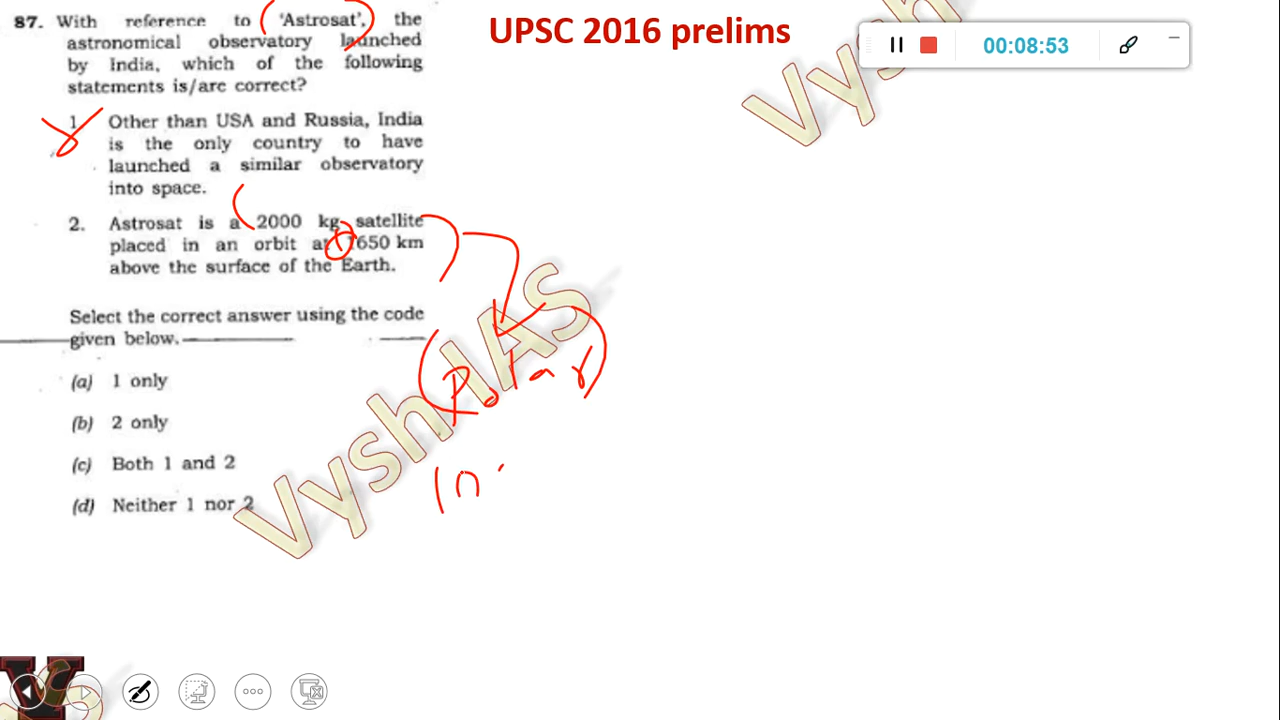 UPSC 2016 prelims
00:08:53
87. With reference to 'Astrosat', the
astronomical observatory launched
by India, which of the following
statements is/are correct?
1 Other than USA and Russia, India
is the only country to have
launched a similar observatory
into space.
2. Astrosat is a 2000 kg satellite
placed in an orbit at 1650 km
above the surface of the Earth.
Select the correct answer using the code
given below.
(a) 1 only
(b) 2 only
(c) Both 1 and 2
(d) Neither 1 nor 2
Polar
In
VyshIAS
Vysh
V